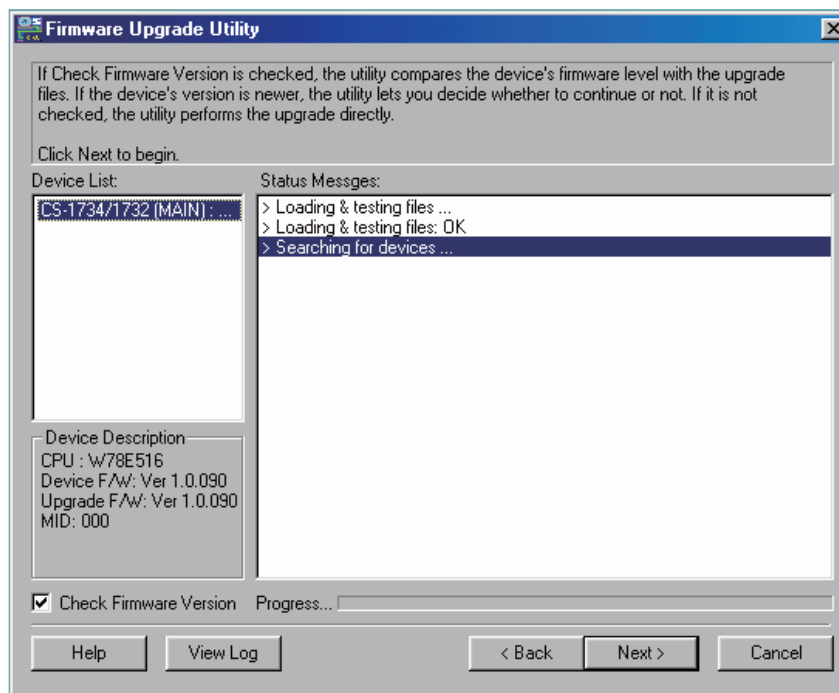 Firmware Upgrade Utility
If Check Firmware Version is checked, the utility compares the device's firmware level with the upgrade
files. If the device's version is newer, the utility lets you decide whether to continue or not. If it is not
checked, the utility performs the upgrade directly.
Click Next to begin.
Device List:
CS-1734/1732 (MAIN) : ...
Status Messges:
> Loading & testing files ...
> Loading & testing files: OK
> Searching for devices ...
Device Description
CPU : W78E516
Device F/W: Ver 1.0.090
Upgrade F/W: Ver 1.0.090
MID: 000
Check Firmware Version
Progress...
Help
View Log
< Back
Next >
Cancel